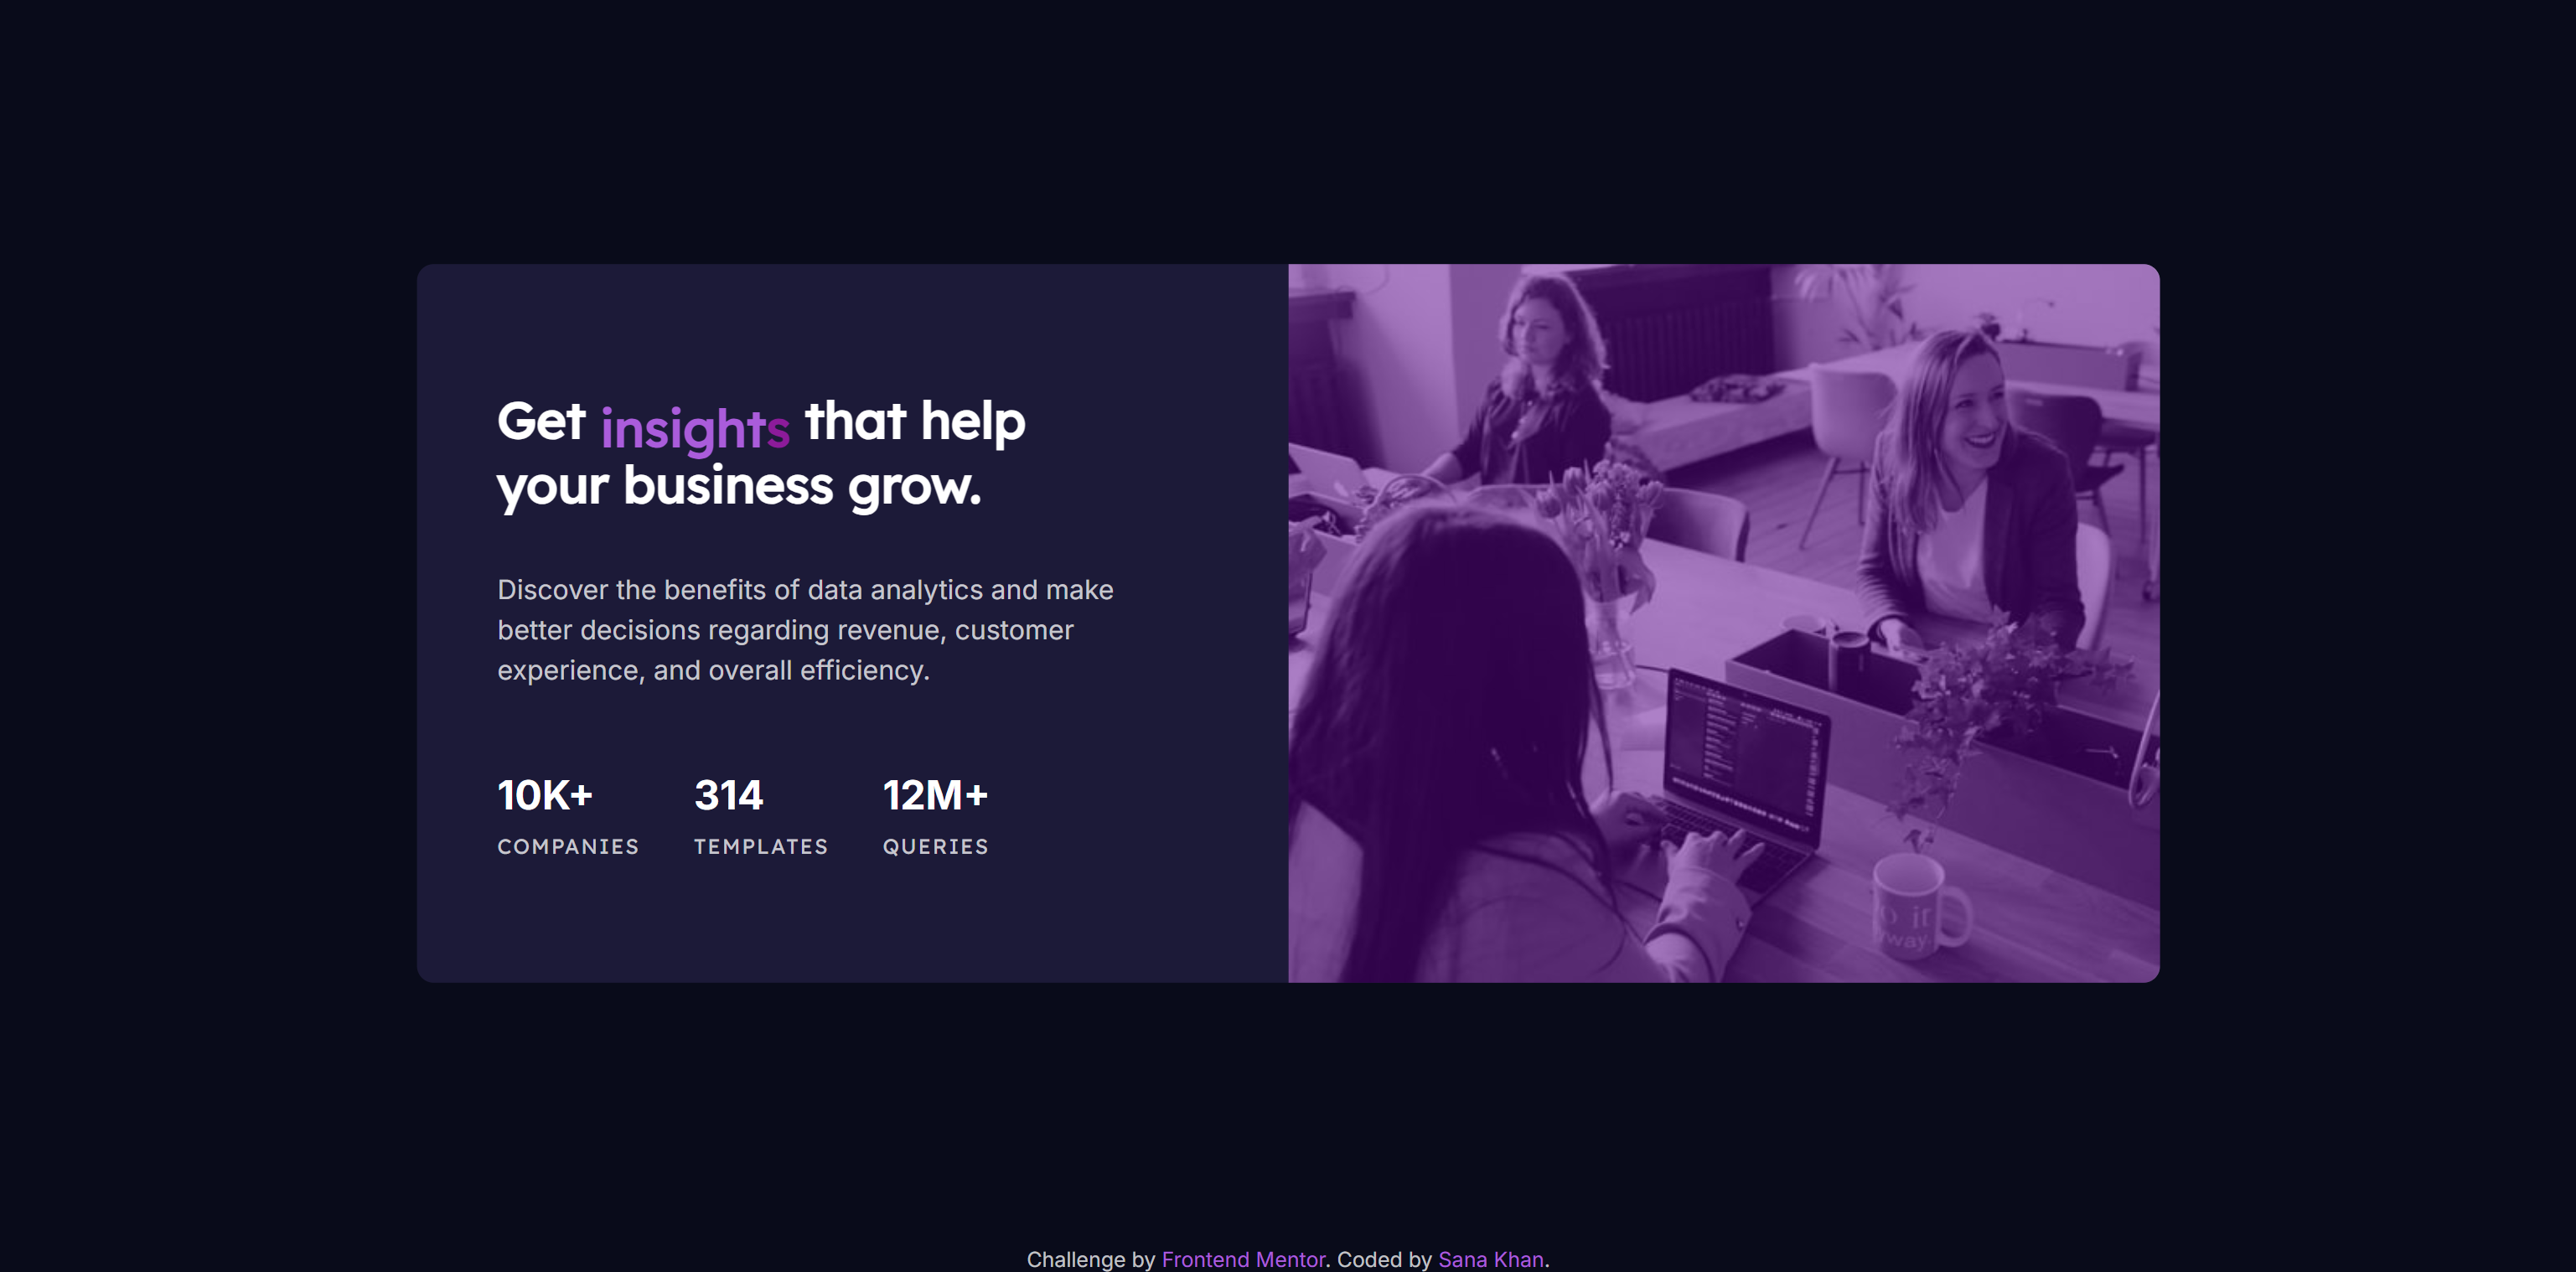 Get insights that help
your business grow.
Discover the benefits of data analytics and make
better decisions regarding revenue, customer
experience, and overall efficiency.
10K+ 314 12M+
COMPANIES TEMPLATES QUERIES
it
way.
Challenge by Frontend Mentor. Coded by Sana Khan.